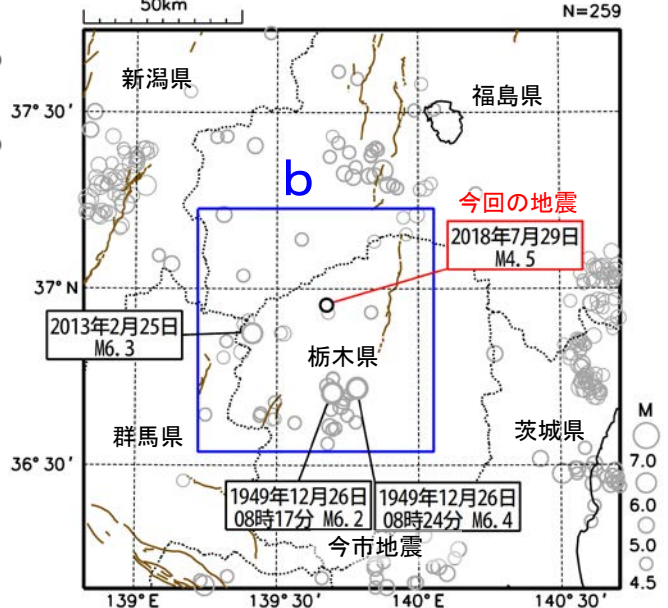 50km
N=259
新潟県
福島県
37°30′
b
今回の地震
2018年7月29日
M4.5
37°N
2013年2月25日
M6.3
栃木県
群馬県
茨城県
M
7.0
6.0
5.0
4.5
36°30′
1949年12月26日
08時17分 M6.2
1949年12月26日
08時24分 M6.4
今市地震
139°E
139°30′
140°E
140°30′